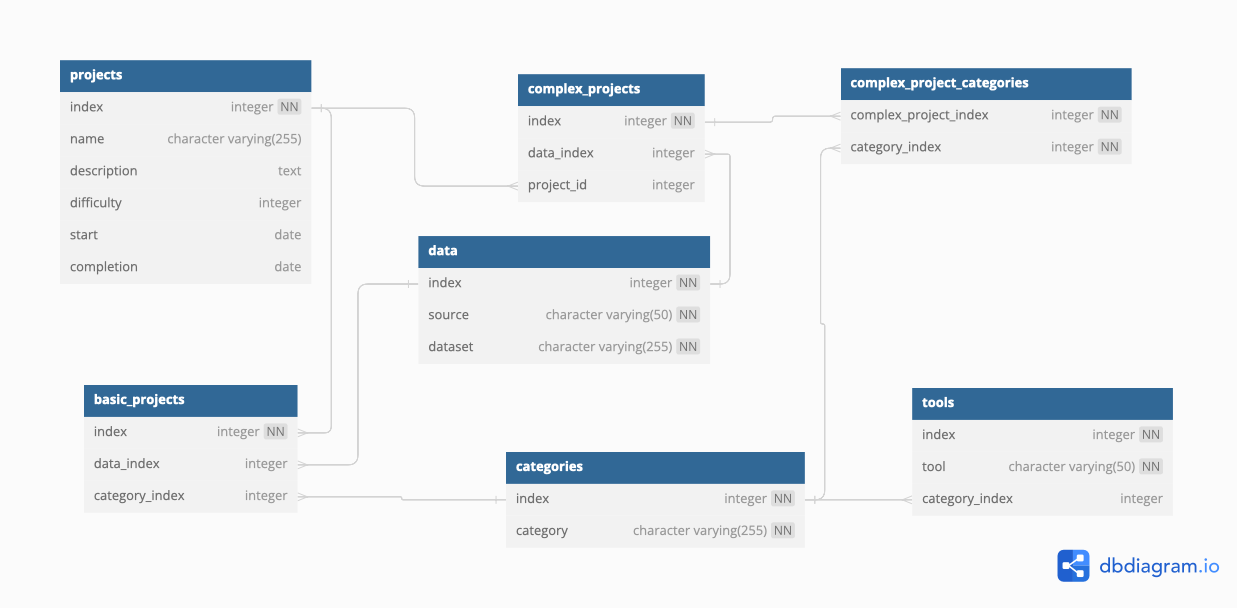 projects
index integer NN
name character varying(255)
description text
difficulty integer
start date
completion date
complex_projects
index integer NN
data_index integer
project_id integer
complex_project_categories
complex_project_index integer NN
category_index integer NN
data
index integer NN
source character varying(50) NN
dataset character varying(255) NN
basic_projects
index integer NN
data_index integer
category_index integer
categories
index integer NN
category character varying(255) NN
tools
index integer NN
tool character varying(50) NN
category_index integer
dbdiagram.io